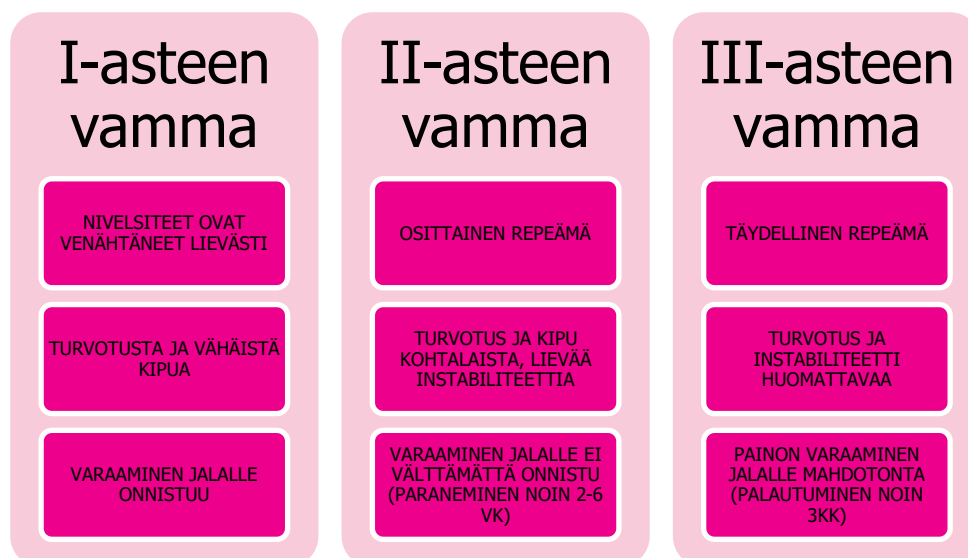 I-asteen
vamma
NIVELSITEET OVAT
VENÄHTÄNEET LIEVÄSTI
TURVOTUSTA JA VÄHÄISTÄ
KIPUA
VARAAMINEN JALALLE
ONNISTUU
II-asteen
vamma
OSITTAINEN REPEÄMÄ
TURVOTUS JA KIPU
KOHTALAISTA, LIEVÄÄ
INSTABILITEETTIA
VARAAMINEN JALALLE EI
VÄLTTÄMÄTTÄ ONNISTU
(PARANEMINEN NOIN 2-6
VK)
III-asteen
vamma
TÄYDELLINEN REPEÄMÄ
TURVOTUS JA
INSTABILITEETTI
HUOMATTAVAA
PAINON VARAAMINEN
JALALLE MAHDOTONTA
(PALAUTUMINEN NOIN
3KK)